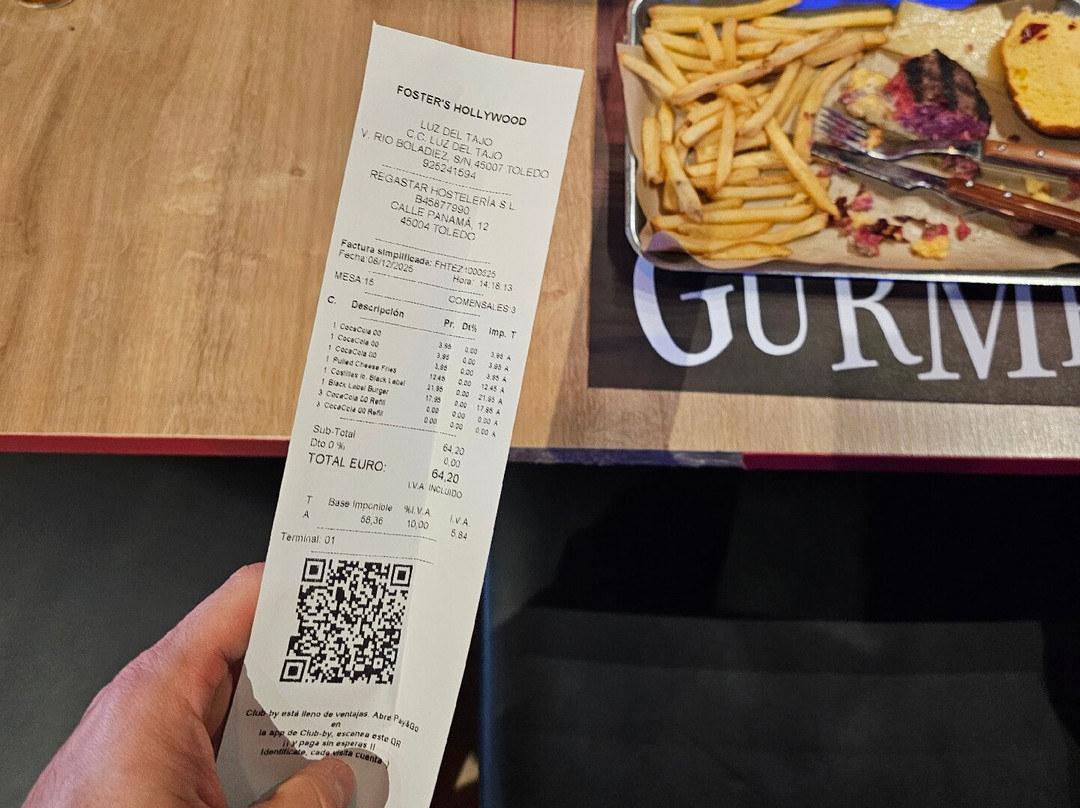 FOSTER'S HOLLYWOOD
LUZ DEL TAJO
C.C. LUZ DEL TAJO
V. RIO BOLADIEZ, S/N 45007 TOLEDO
925241594
REGASTAR HOSTELERÍA S.L.
B45877990
CALLE PANAMÁ, 12
45004 TOLEDO
Factura simplificada: FHTEZ1000625
Fecha:08/12/2025 Hora: 14:18:13
MESA:15 COMENSALES:3
C. Descripción Pr. Dt% Imp. T
1 CocaCola 00 3,95 0,00 3,95 A
1 CocaCola 00 3,95 0,00 3,95 A
1 CocaCola 00 3,95 0,00 3,95 A
1 Pulled Cheese Fries 12,45 0,00 12,45 A
1 Costillas Ib. Black Label 21,95 0,00 21,95 A
1 Black Label Burger 17,95 0,00 17,95 A
3 CocaCola 00 Refill 0,00 0,00 0,00 A
3 CocaCola 00 Refill 0,00 0,00 0,00 A
Sub-Total 64,20
Dto 0 % 0,00
TOTAL EURO: 64,20
I.V.A. INCLUIDO
T Base Imponible %I.V.A. I.V.A
A 58,36 10,00 5,84
Terminal: 01
Club-by está lleno de ventajas. Abre Pay&Go
en
la app de Club-by, escanea este QR
¡¡ y paga sin esperas !!
Identifícate, cada visita cuenta
GURM